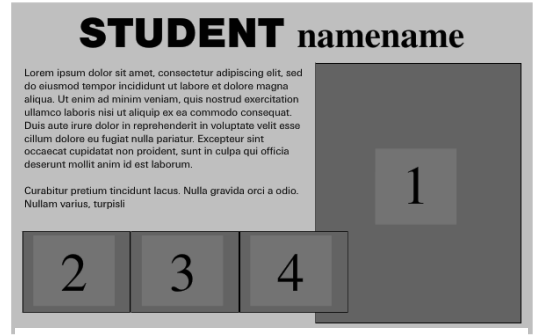 STUDENT namename
Lorem ipsum dolor sit amet, consectetur adipiscing elit, sed
do eiusmod tempor incididunt ut labore et dolore magna
aliqua. Ut enim ad minim veniam, quis nostrud exercitation
ullamco laboris nisi ut aliquip ex ea commodo consequat.
Duis aute irure dolor in reprehenderit in voluptate velit esse
cillum dolore eu fugiat nulla pariatur. Excepteur sint
occaecat cupidatat non proident, sunt in culpa qui officia
deserunt mollit anim id est laborum.
Curabitur pretium tincidunt lacus. Nulla gravida orci a odio.
Nullam varius, turpisli
1
2 3 4